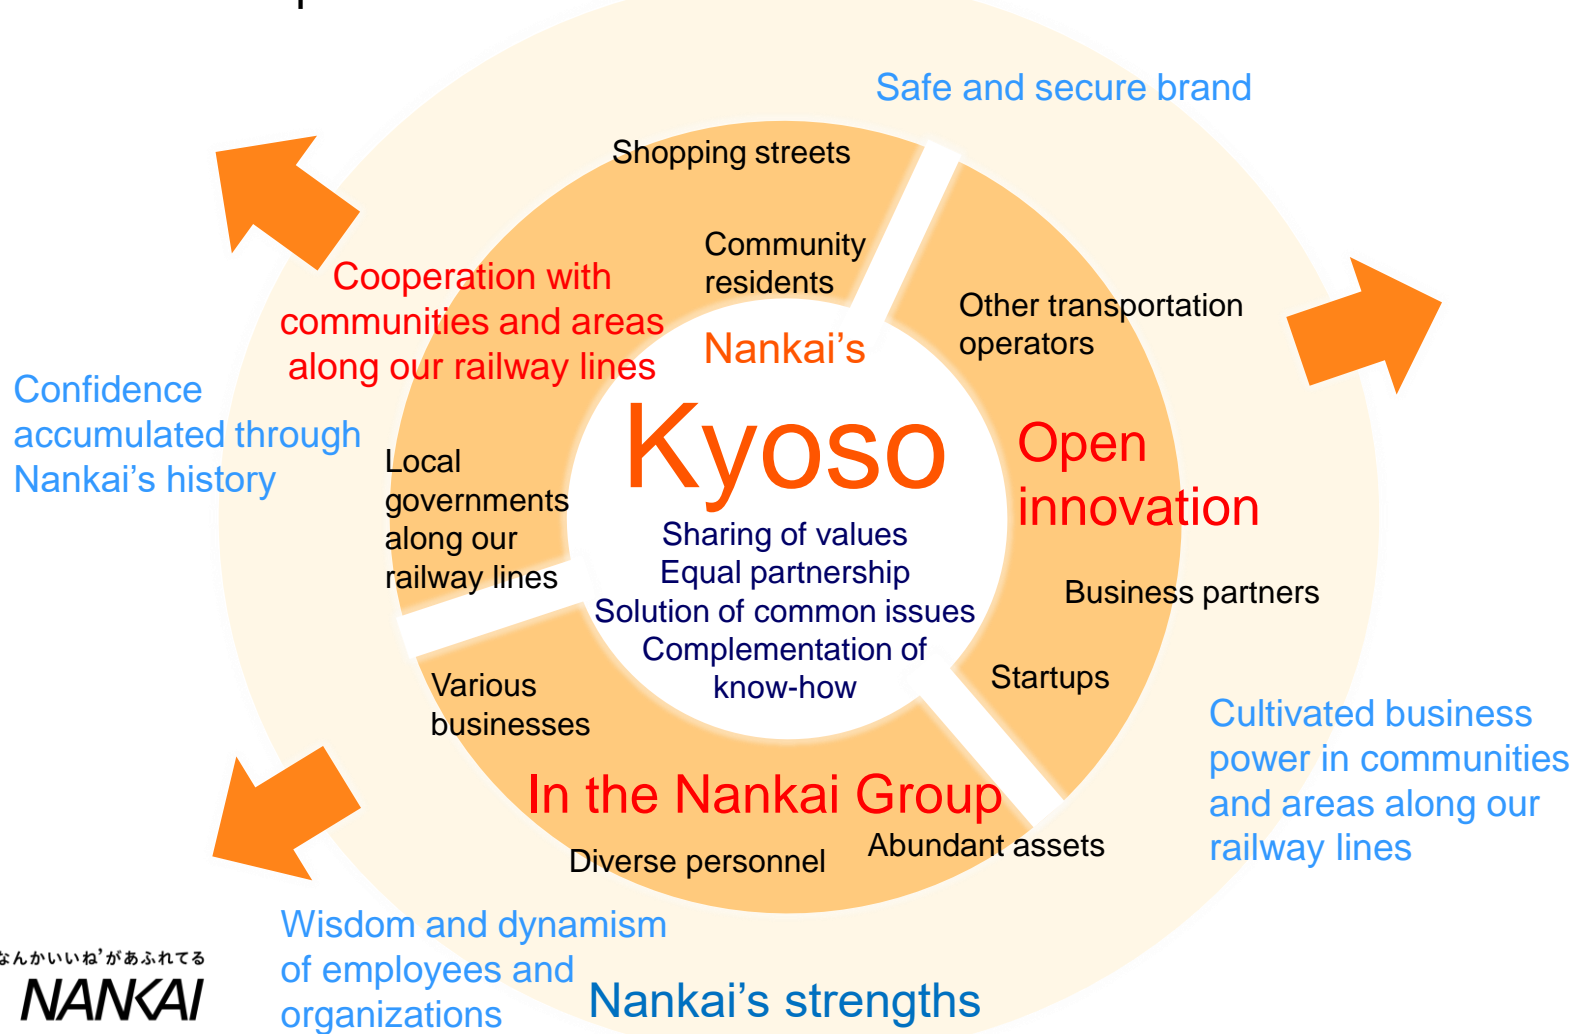 Safe and secure brand
Shopping streets
Community
residents
Cooperation with
communities and areas
along our railway lines
Other transportation
operators
Nankai's
Kyoso
Sharing of values
Equal partnership
Solution of common issues
Complementation of
know-how
Confidence
accumulated through
Nankai's history
Local
governments
along our
railway lines
Open
innovation
Business partners
Startups
Various
businesses
In the Nankai Group
Abundant assets
Diverse personnel
Cultivated business
power in communities
and areas along our
railway lines
Wisdom and dynamism
of employees and
organizations
Nankai's strengths
なんかいいね’があふれてる
NANKAI